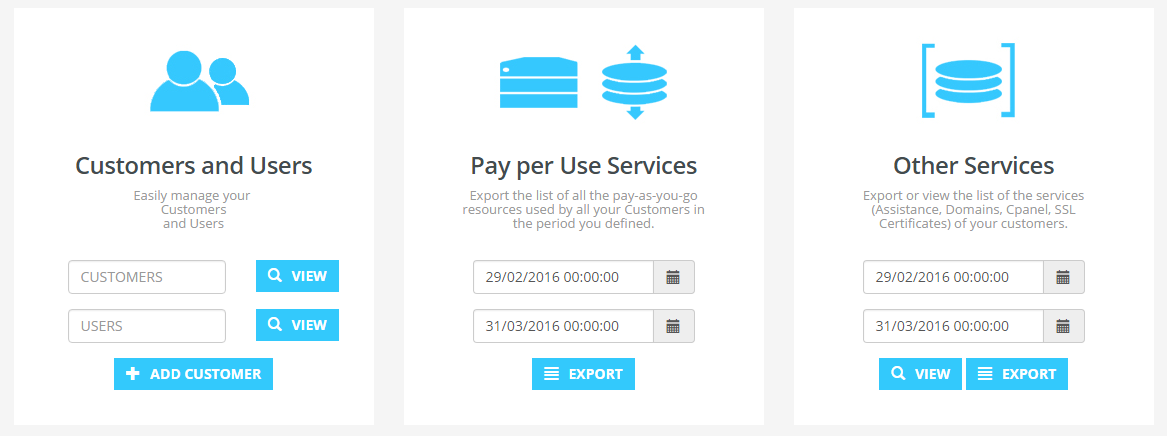 Customers and Users
Easily manage your
Customers
and Users
CUSTOMERS
VIEW
USERS
VIEW
ADD CUSTOMER
Pay per Use Services
Export the list of all the pay-as-you-go
resources used by all your Customers in
the period you defined.
29/02/2016 00:00:00
31/03/2016 00:00:00
EXPORT
Other Services
Export or view the list of the services
(Assistance, Domains, Cpanel, SSL
Certificates) of your customers.
29/02/2016 00:00:00
31/03/2016 00:00:00
VIEW
EXPORT